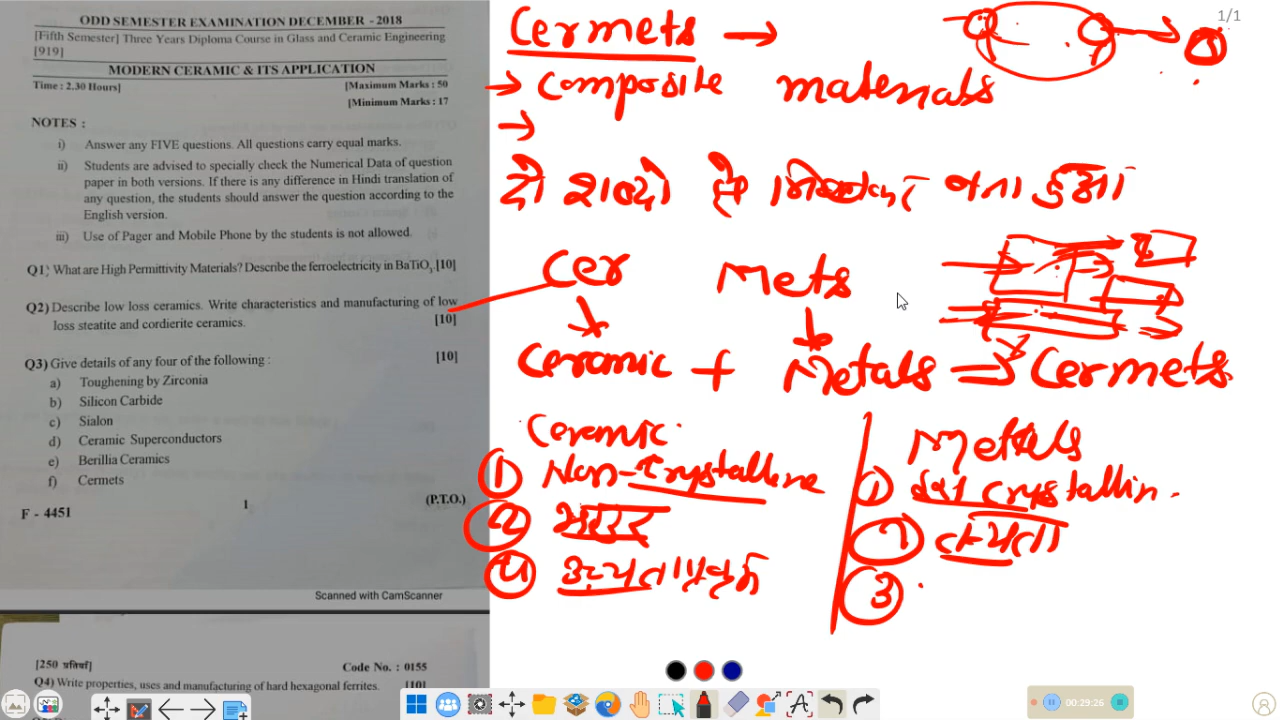 ODD SEMESTER EXAMINATION DECEMBER - 2018
[Fifth Semester] Three Years Diploma Course in Glass and Ceramic Engineering
[919]
MODERN CERAMIC & ITS APPLICATION
Time : 2.30 Hours] [Maximum Marks : 50
[Minimum Marks : 17
NOTES :
i) Answer any FIVE questions. All questions carry equal marks.
ii) Students are advised to specially check the Numerical Data of question
paper in both versions. If there is any difference in Hindi translation of
any question, the students should answer the question according to the
English version.
iii) Use of Pager and Mobile Phone by the students is not allowed.
Q1) What are High Permittivity Materials? Describe the ferroelectricity in BaTiO3. [10]
Q2) Describe low loss ceramics. Write characteristics and manufacturing of low
loss steatite and cordierite ceramics. [10]
Q3) Give details of any four of the following : [10]
a) Toughening by Zirconia
b) Silicon Carbide
c) Sialon
d) Ceramic Superconductors
e) Berillia Ceramics
f) Cermets
F - 4451 1 (P.T.O.)
Scanned with CamScanner
[250 प्रतियाँ] Code No. : 0155
Q4) Write properties, uses and manufacturing of hard hexagonal ferrites. [10]
1/1
Cermets →
→ Composite materials
→
दो शब्दो से मिलकर बना हुआ
Cer Mets
Ceramic + Metals → Cermets
Ceramic
① Non-Crystalline
② भंगुर
③
Metals
① crystallin
② तन्यता
③
00:29:26